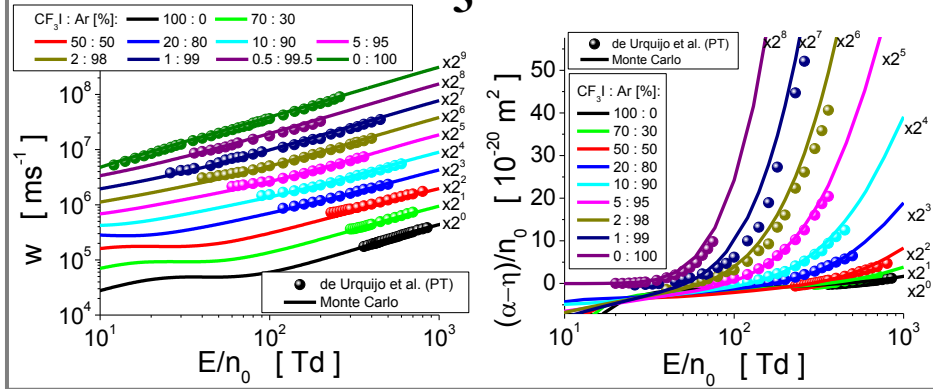 CF3I : Ar [%]: 100 : 0 70 : 30
50 : 50 20 : 80 10 : 90 5 : 95
2 : 98 1 : 99 0.5 : 99.5 0 : 100
w [ ms-1 ]
10^8
10^7
10^6
10^5
10^4
x2^9
x2^8
x2^7
x2^6
x2^5
x2^4
x2^3
x2^2
x2^1
x2^0
de Urquijo et al. (PT)
Monte Carlo
10^1 10^2 10^3
E/n0 [ Td ]
de Urquijo et al. (PT)
Monte Carlo
CF3I : Ar [%]:
100 : 0
70 : 30
50 : 50
20 : 80
10 : 90
5 : 95
2 : 98
1 : 99
0 : 100
(α–η)/n0 [ 10^-20 m^2 ]
50
40
30
20
10
0
x2^8 x2^7 x2^6
x2^5
x2^4
x2^3
x2^2
x2^1
x2^0
10^1 10^2 10^3
E/n0 [ Td ]